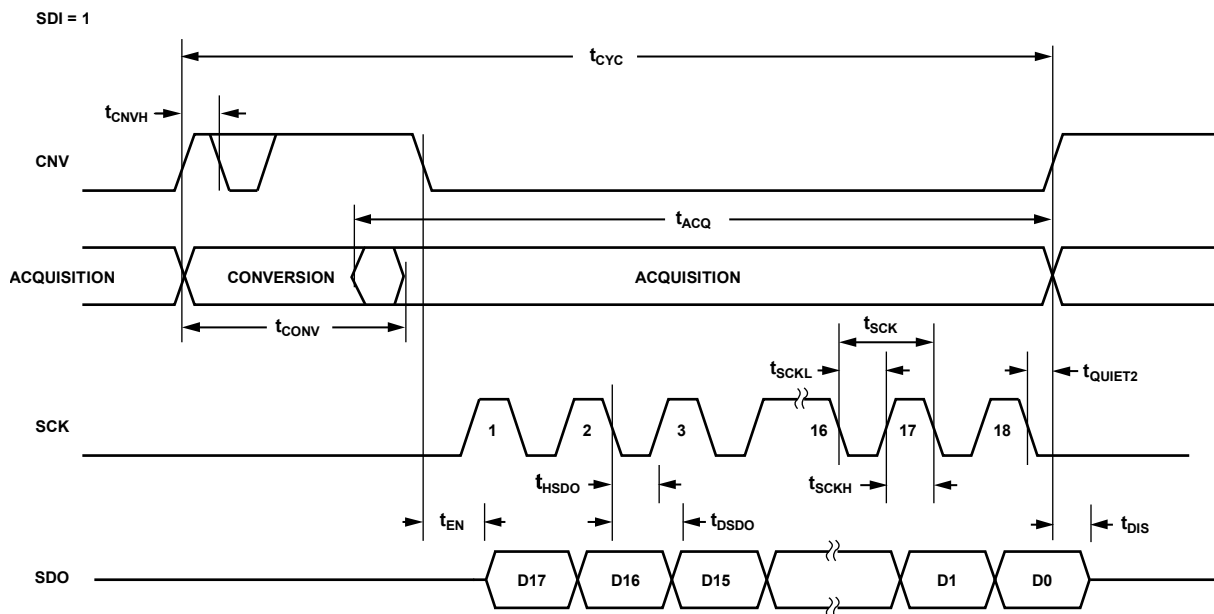 SDI = 1
tCYC
tCNVH
CNV
tACQ
ACQUISITION
CONVERSION
ACQUISITION
tCONV
tSCK
tSCKL
tQUIET2
SCK
1
2
3
16
17
18
tHSDO
tSCKH
tEN
tDSDO
tDIS
SDO
D17
D16
D15
D1
D0